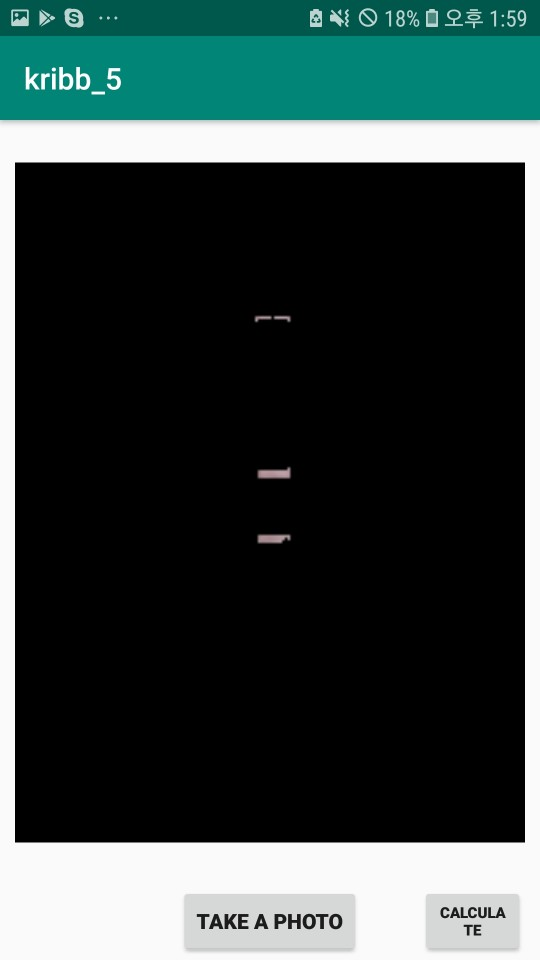 18% 오후 1:59
kribb_5
TAKE A PHOTO
CALCULA
TE